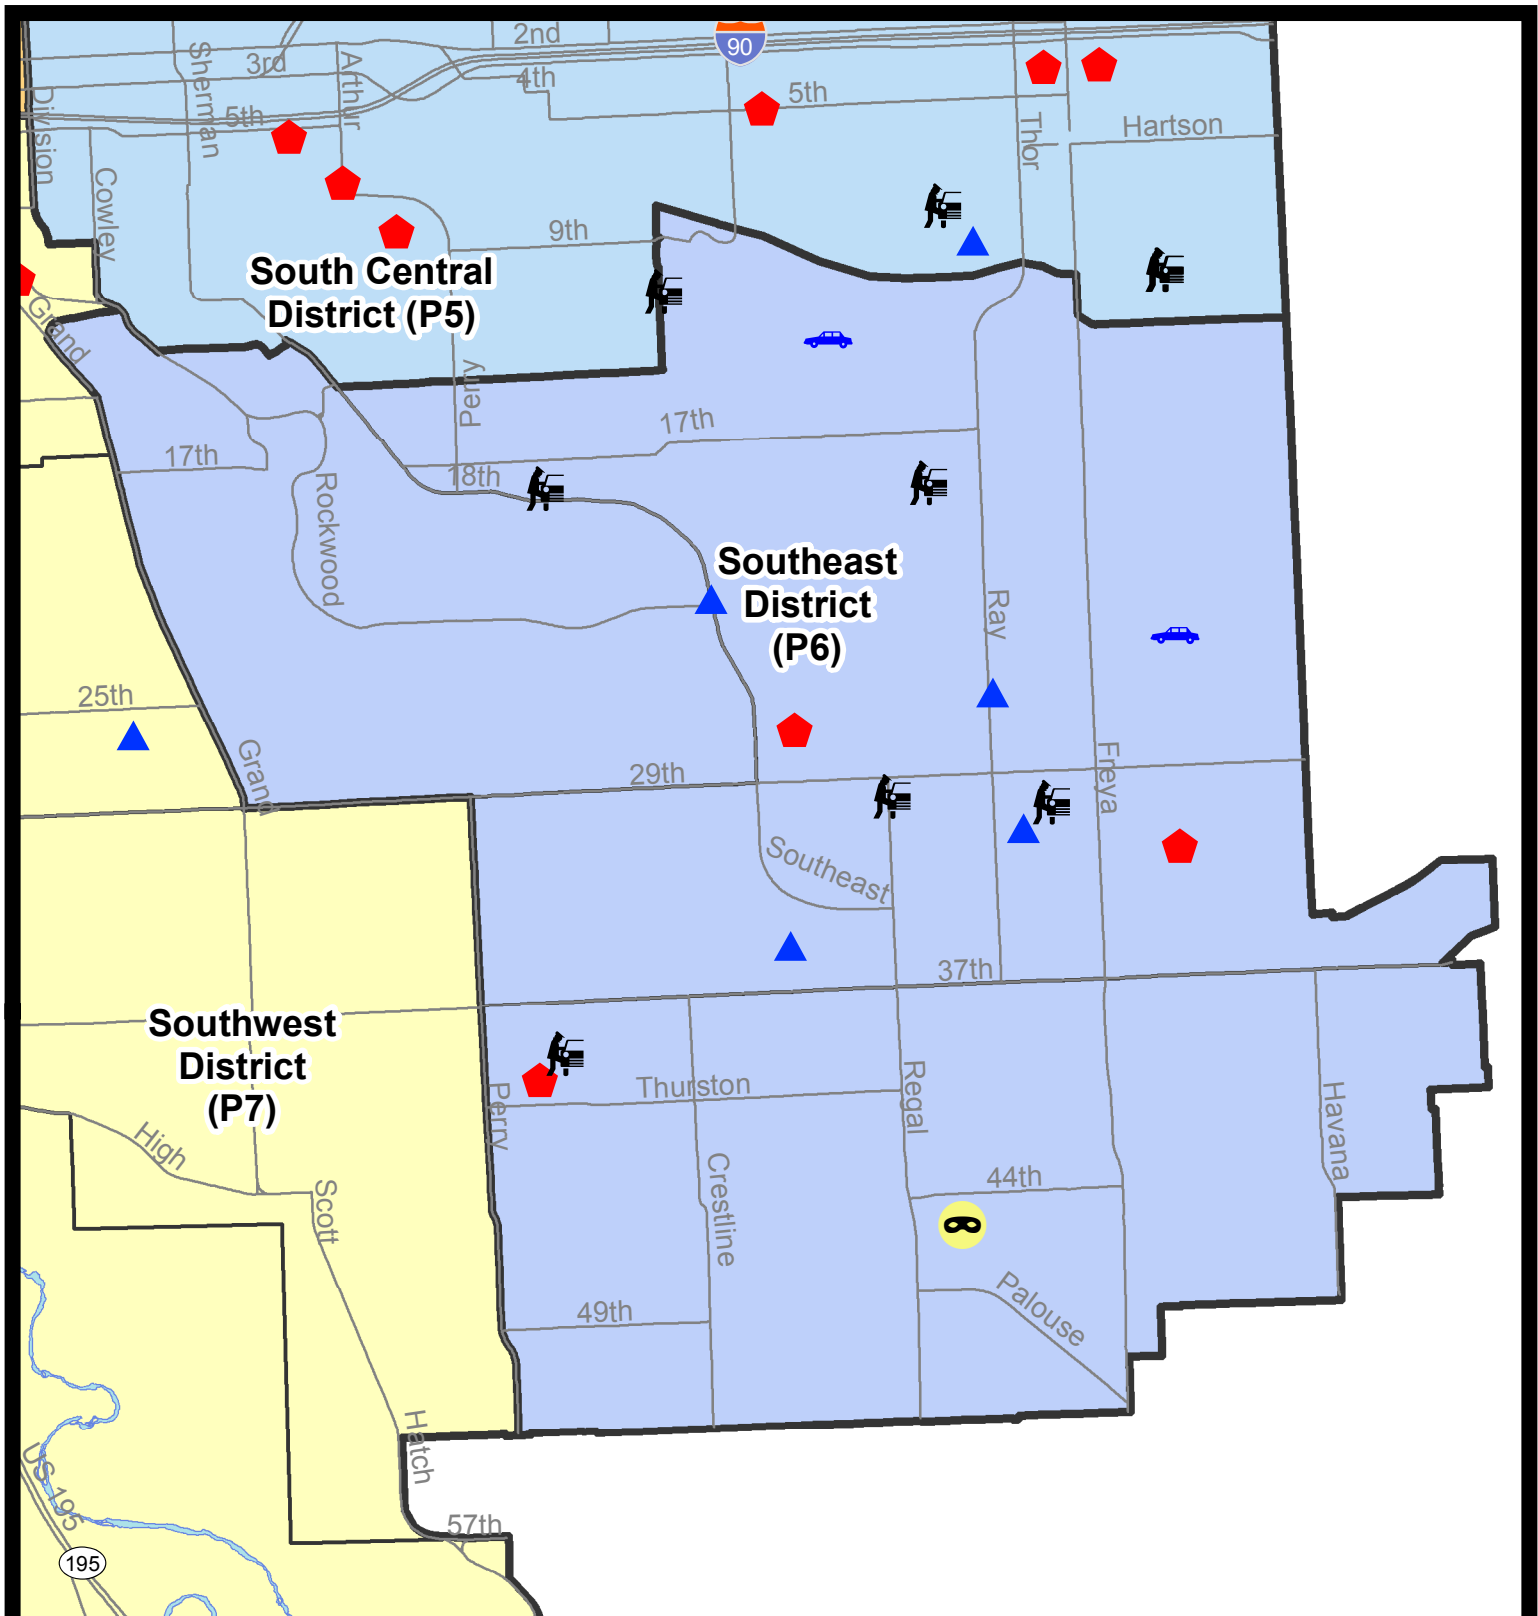 2nd
90
3rd
4th
5th
5th
Division
Sherman
Arthur
Thor
Hartson
Cowley
9th
South Central
District (P5)
Grand
Perry
17th
17th
18th
Rockwood
Southeast
District
(P6)
Ray
25th
Grand
29th
Freya
Southeast
37th
Southwest
District
(P7)
Perry
Thurston
Regal
Havana
High
Scott
Crestline
44th
49th
Palouse
Hatch
US 195
57th
195